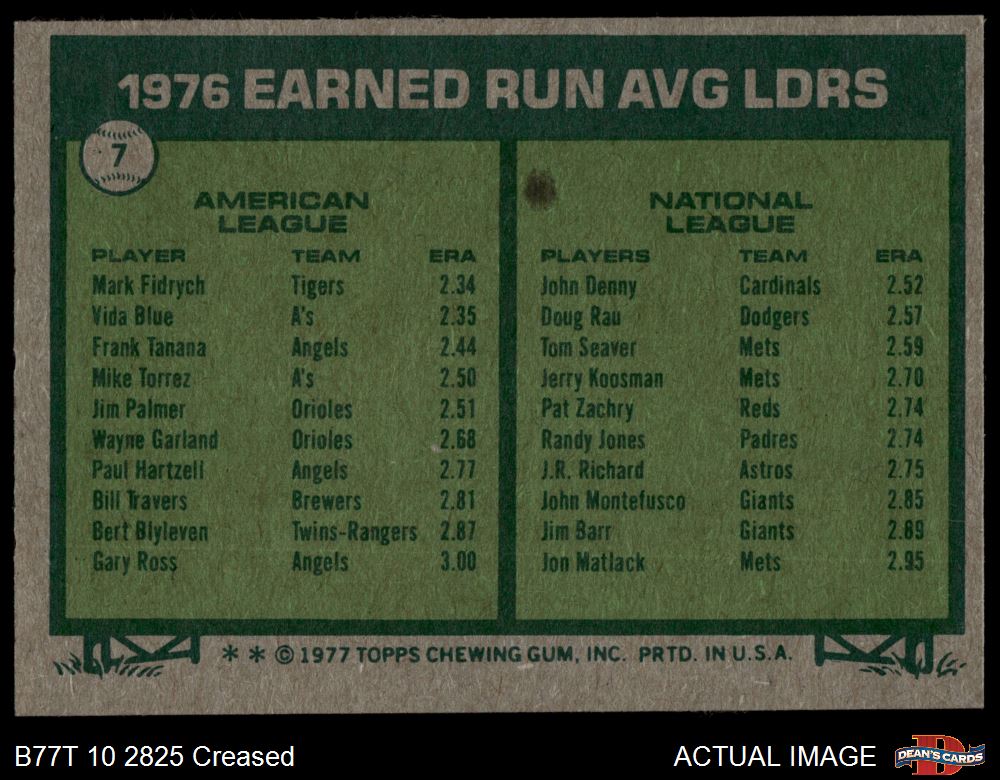 1976 EARNED RUN AVG LDRS
7
AMERICAN
LEAGUE
PLAYER TEAM ERA
Mark Fidrych Tigers 2.34
Vida Blue A's 2.35
Frank Tanana Angels 2.44
Mike Torrez A's 2.50
Jim Palmer Orioles 2.51
Wayne Garland Orioles 2.68
Paul Hartzell Angels 2.77
Bill Travers Brewers 2.81
Bert Blyleven Twins-Rangers 2.87
Gary Ross Angels 3.00
NATIONAL
LEAGUE
PLAYERS TEAM ERA
John Denny Cardinals 2.52
Doug Rau Dodgers 2.57
Tom Seaver Mets 2.59
Jerry Koosman Mets 2.70
Pat Zachry Reds 2.74
Randy Jones Padres 2.74
J.R. Richard Astros 2.75
John Montefusco Giants 2.85
Jim Barr Giants 2.89
Jon Matlack Mets 2.95
* * © 1977 TOPPS CHEWING GUM, INC. PRTD. IN U.S.A.
B77T 10 2825 Creased
ACTUAL IMAGE
D
DEAN'S CARDS